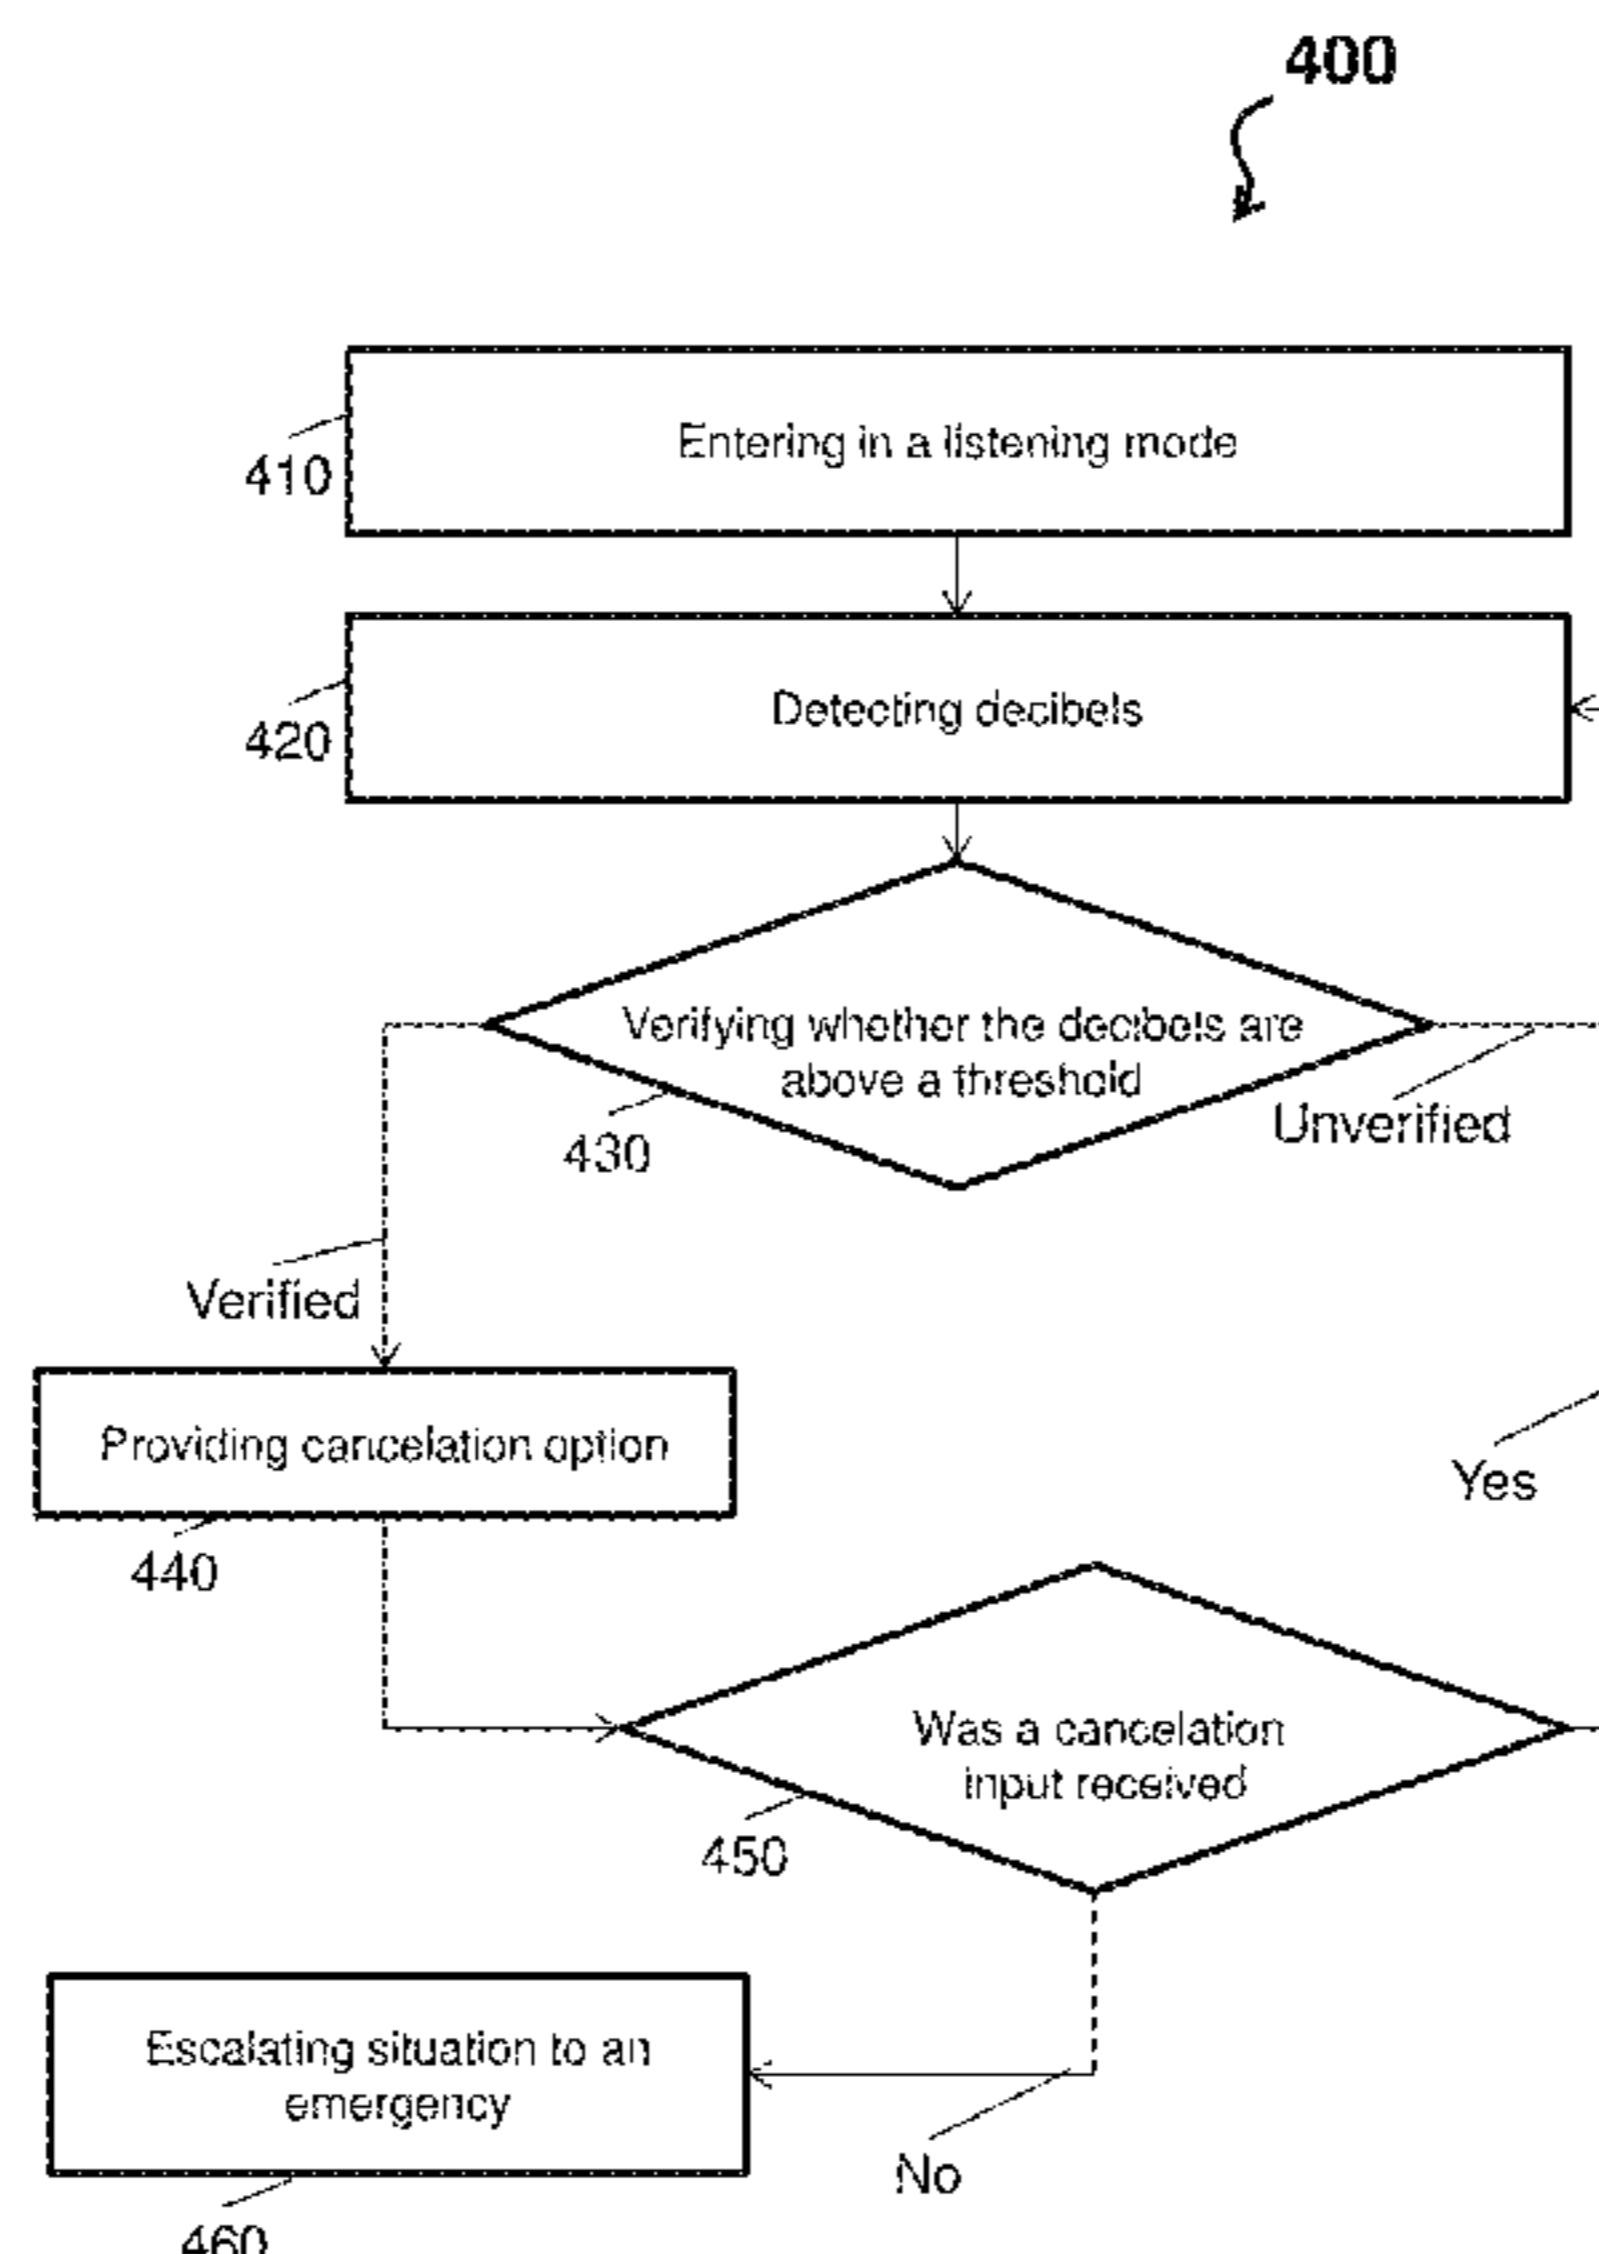 400
Entering in a listening mode
410
Detecting decibels
420
Verifying whether the decibels are
above a threshold
Unverified
430
Verified
Providing cancelation option
Yes
440
Was a cancelation
input received
450
Escalating situation to an
emergency
No
460